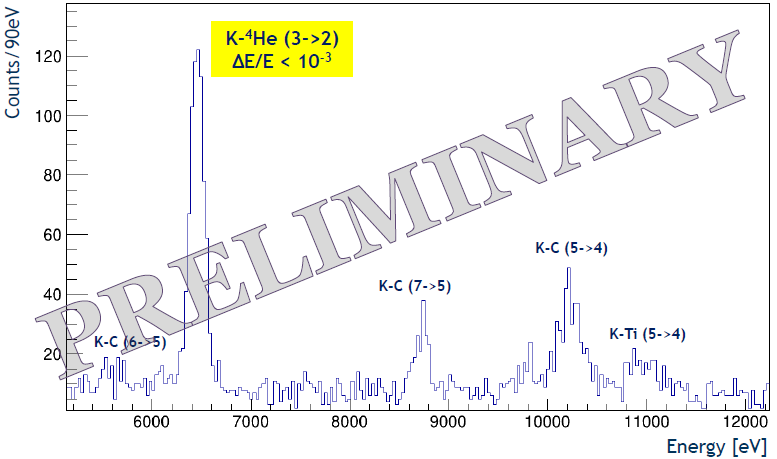 Counts/90eV
K-⁴He (3->2)
ΔE/E < 10⁻³
PRELIMINARY
120
100
80
60
40
20
K-C (6->5)
K-C (7->5)
K-C (5->4)
K-Ti (5->4)
6000 7000 8000 9000 10000 11000 12000
Energy [eV]